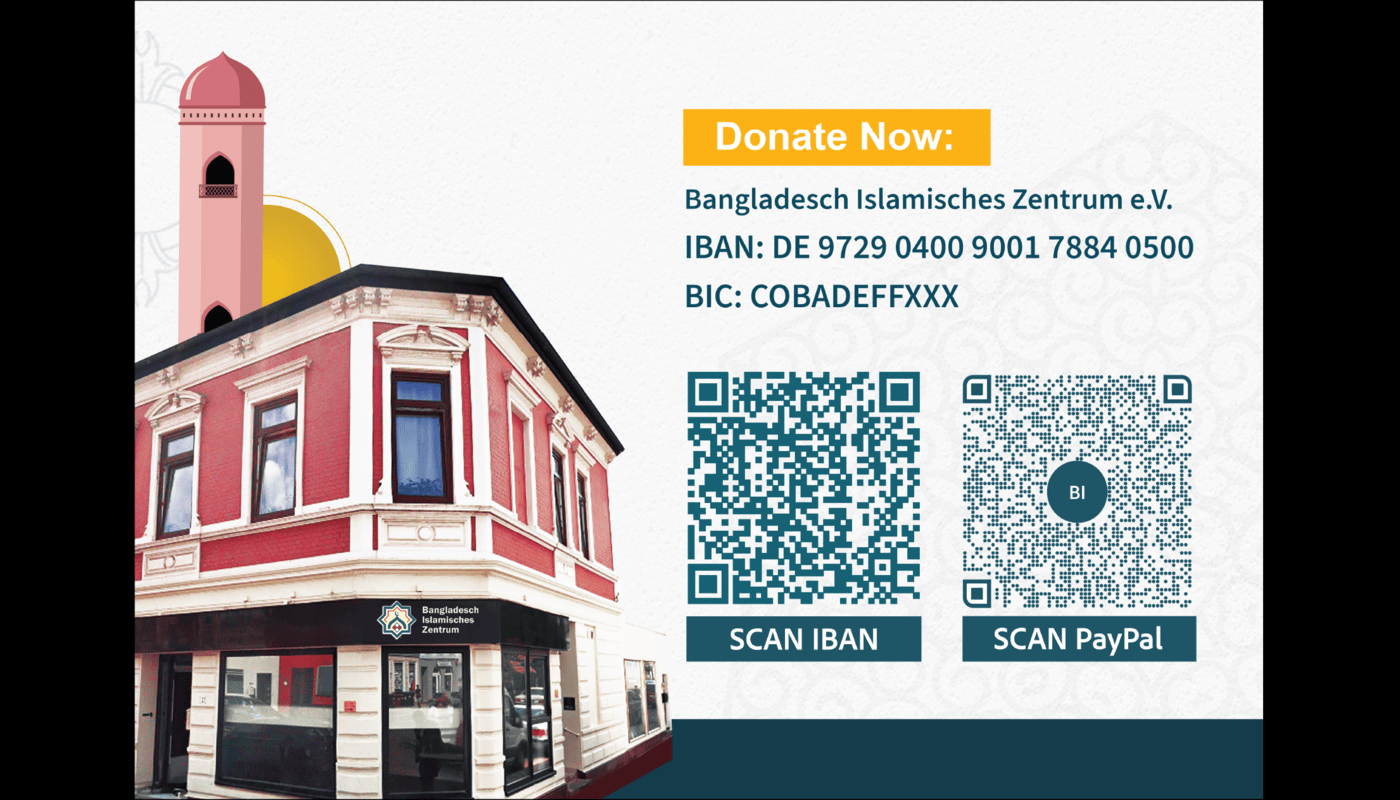 Donate Now:
Bangladesch Islamisches Zentrum e.V.
IBAN: DE 9729 0400 9001 7884 0500
BIC: COBADEFFXXX
BI
SCAN IBAN
SCAN PayPal
Bangladesch
Islamisches
Zentrum